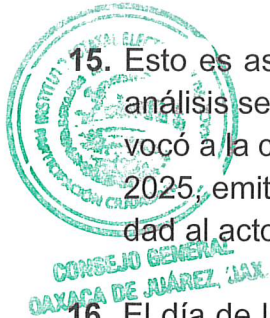 15. Esto es as
análisis se
vocó a la c
2025, emit
dad al acto
CONSEJO GENERAL
OAXACA DE JUÁREZ, OAX.
16. El día de l